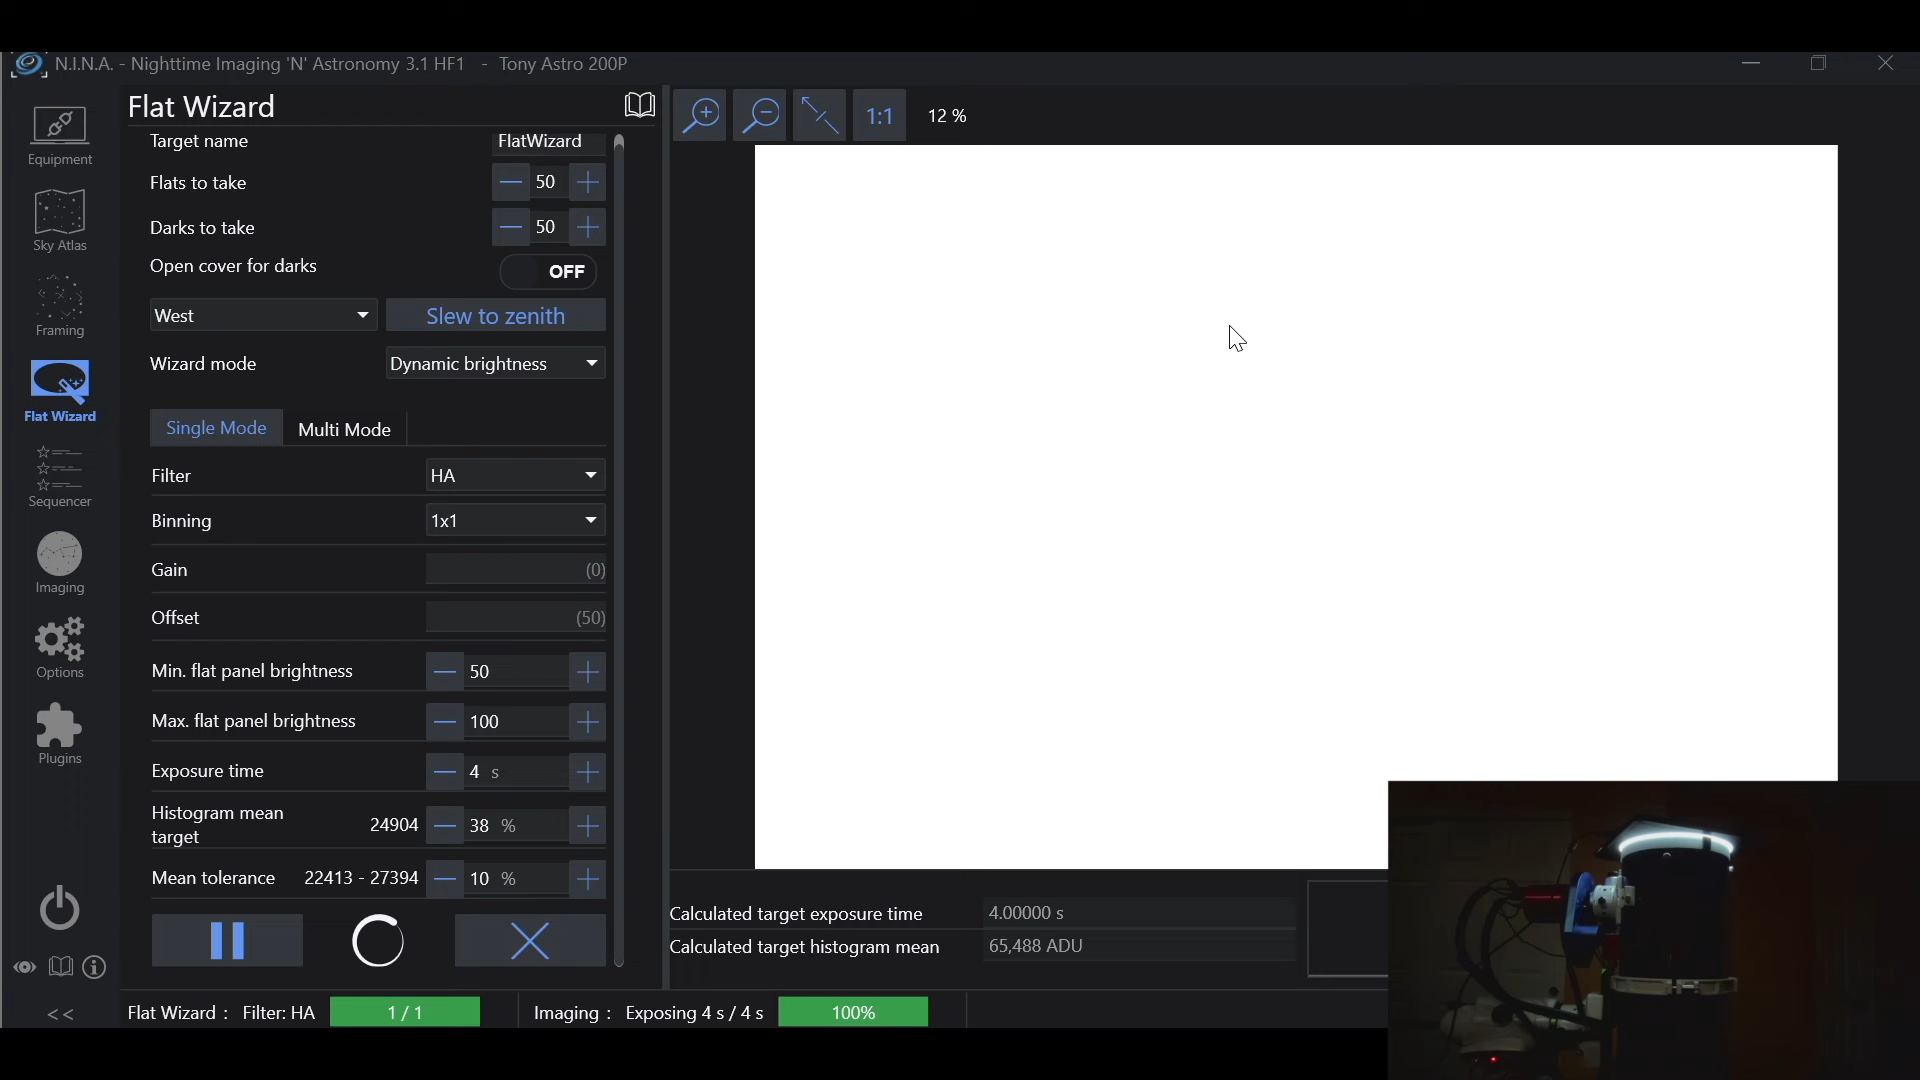 N.I.N.A. - Nighttime Imaging 'N' Astronomy 3.1 HF1 - Tony Astro 200P
Equipment
Sky Atlas
Framing
Flat Wizard
Sequencer
Imaging
Options
Plugins
<<
Flat Wizard
Target name FlatWizard
Flats to take 50
Darks to take 50
Open cover for darks OFF
West Slew to zenith
Wizard mode Dynamic brightness
Single Mode Multi Mode
Filter HA
Binning 1x1
Gain (0)
Offset (50)
Min. flat panel brightness 50
Max. flat panel brightness 100
Exposure time 4 s
Histogram mean target 24904 38 %
Mean tolerance 22413 - 27394 10 %
1:1 12 %
Calculated target exposure time 4.00000 s
Calculated target histogram mean 65,488 ADU
Flat Wizard : Filter: HA 1 / 1 Imaging : Exposing 4 s / 4 s 100%